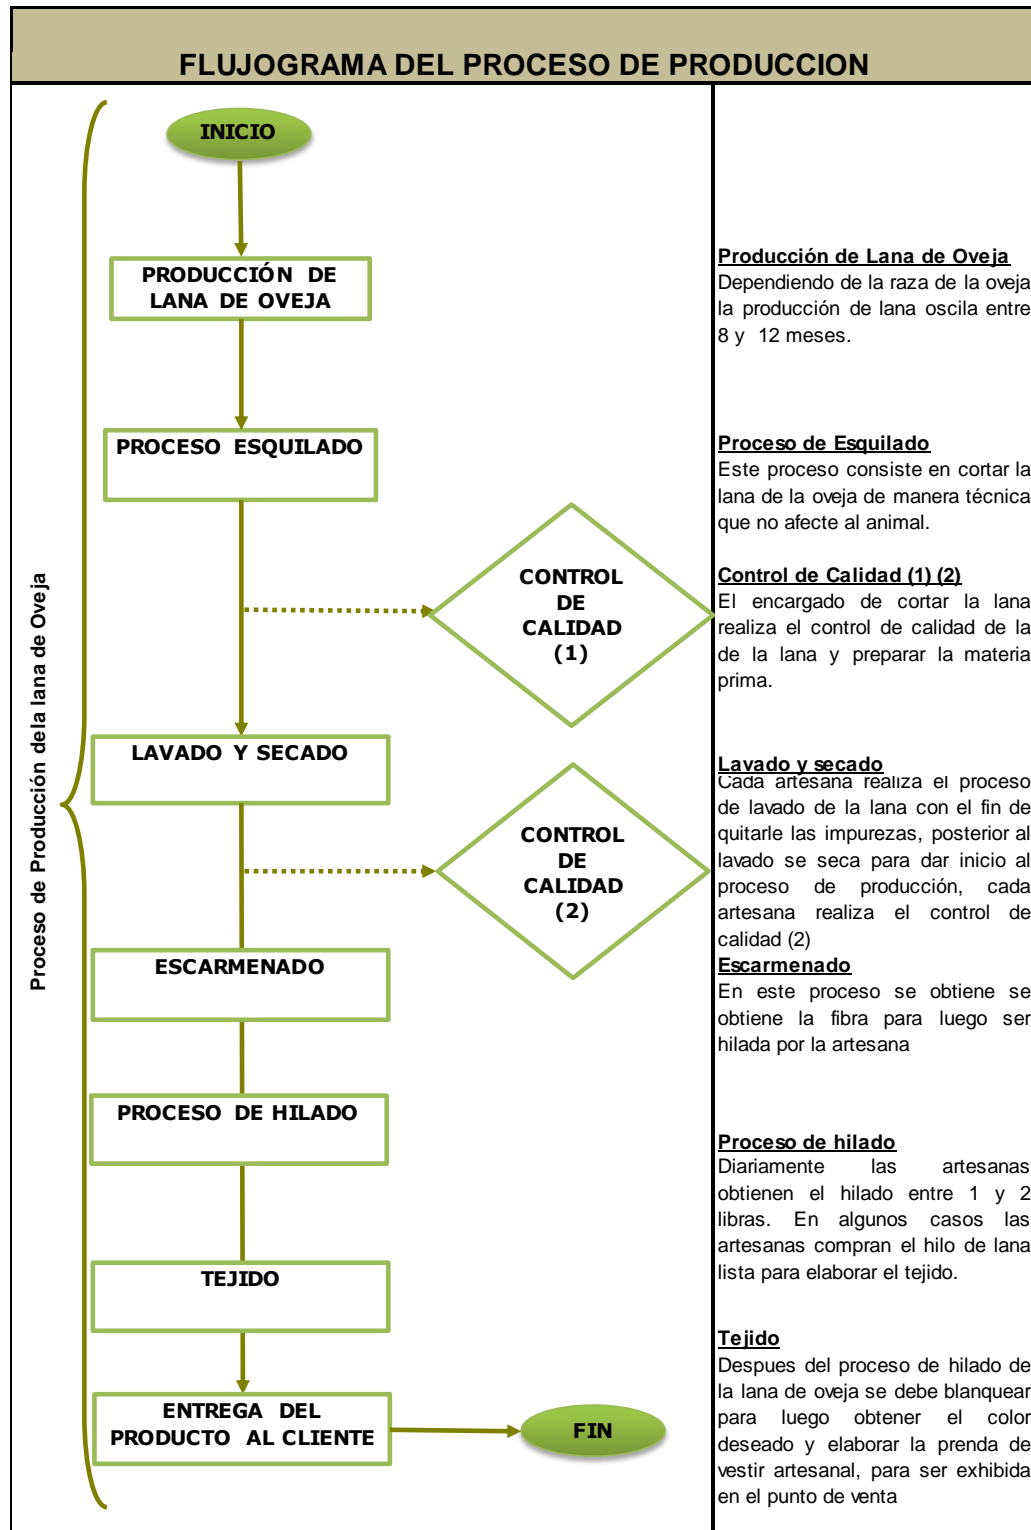 FLUJOGRAMA DEL PROCESO DE PRODUCCION
Proceso de Producción dela lana de Oveja
INICIO
PRODUCCIÓN DE
LANA DE OVEJA
PROCESO ESQUILADO
CONTROL
DE
CALIDAD
(1)
LAVADO Y SECADO
CONTROL
DE
CALIDAD
(2)
ESCARMENADO
PROCESO DE HILADO
TEJIDO
ENTREGA DEL
PRODUCTO AL CLIENTE
FIN
Producción de Lana de Oveja
Dependiendo de la raza de la oveja
la producción de lana oscila entre
8 y 12 meses.
Proceso de Esquilado
Este proceso consiste en cortar la
lana de la oveja de manera técnica
que no afecte al animal.
Control de Calidad (1) (2)
El encargado de cortar la lana
realiza el control de calidad de la
de la lana y preparar la materia
prima.
Lavado y secado
Cada artesana realiza el proceso
de lavado de la lana con el fin de
quitarle las impurezas, posterior al
lavado se seca para dar inicio al
proceso de producción, cada
artesana realiza el control de
calidad (2)
Escarmenado
En este proceso se obtiene se
obtiene la fibra para luego ser
hilada por la artesana
Proceso de hilado
Diariamente las artesanas
obtienen el hilado entre 1 y 2
libras. En algunos casos las
artesanas compran el hilo de lana
lista para elaborar el tejido.
Tejido
Despues del proceso de hilado de
la lana de oveja se debe blanquear
para luego obtener el color
deseado y elaborar la prenda de
vestir artesanal, para ser exhibida
en el punto de venta